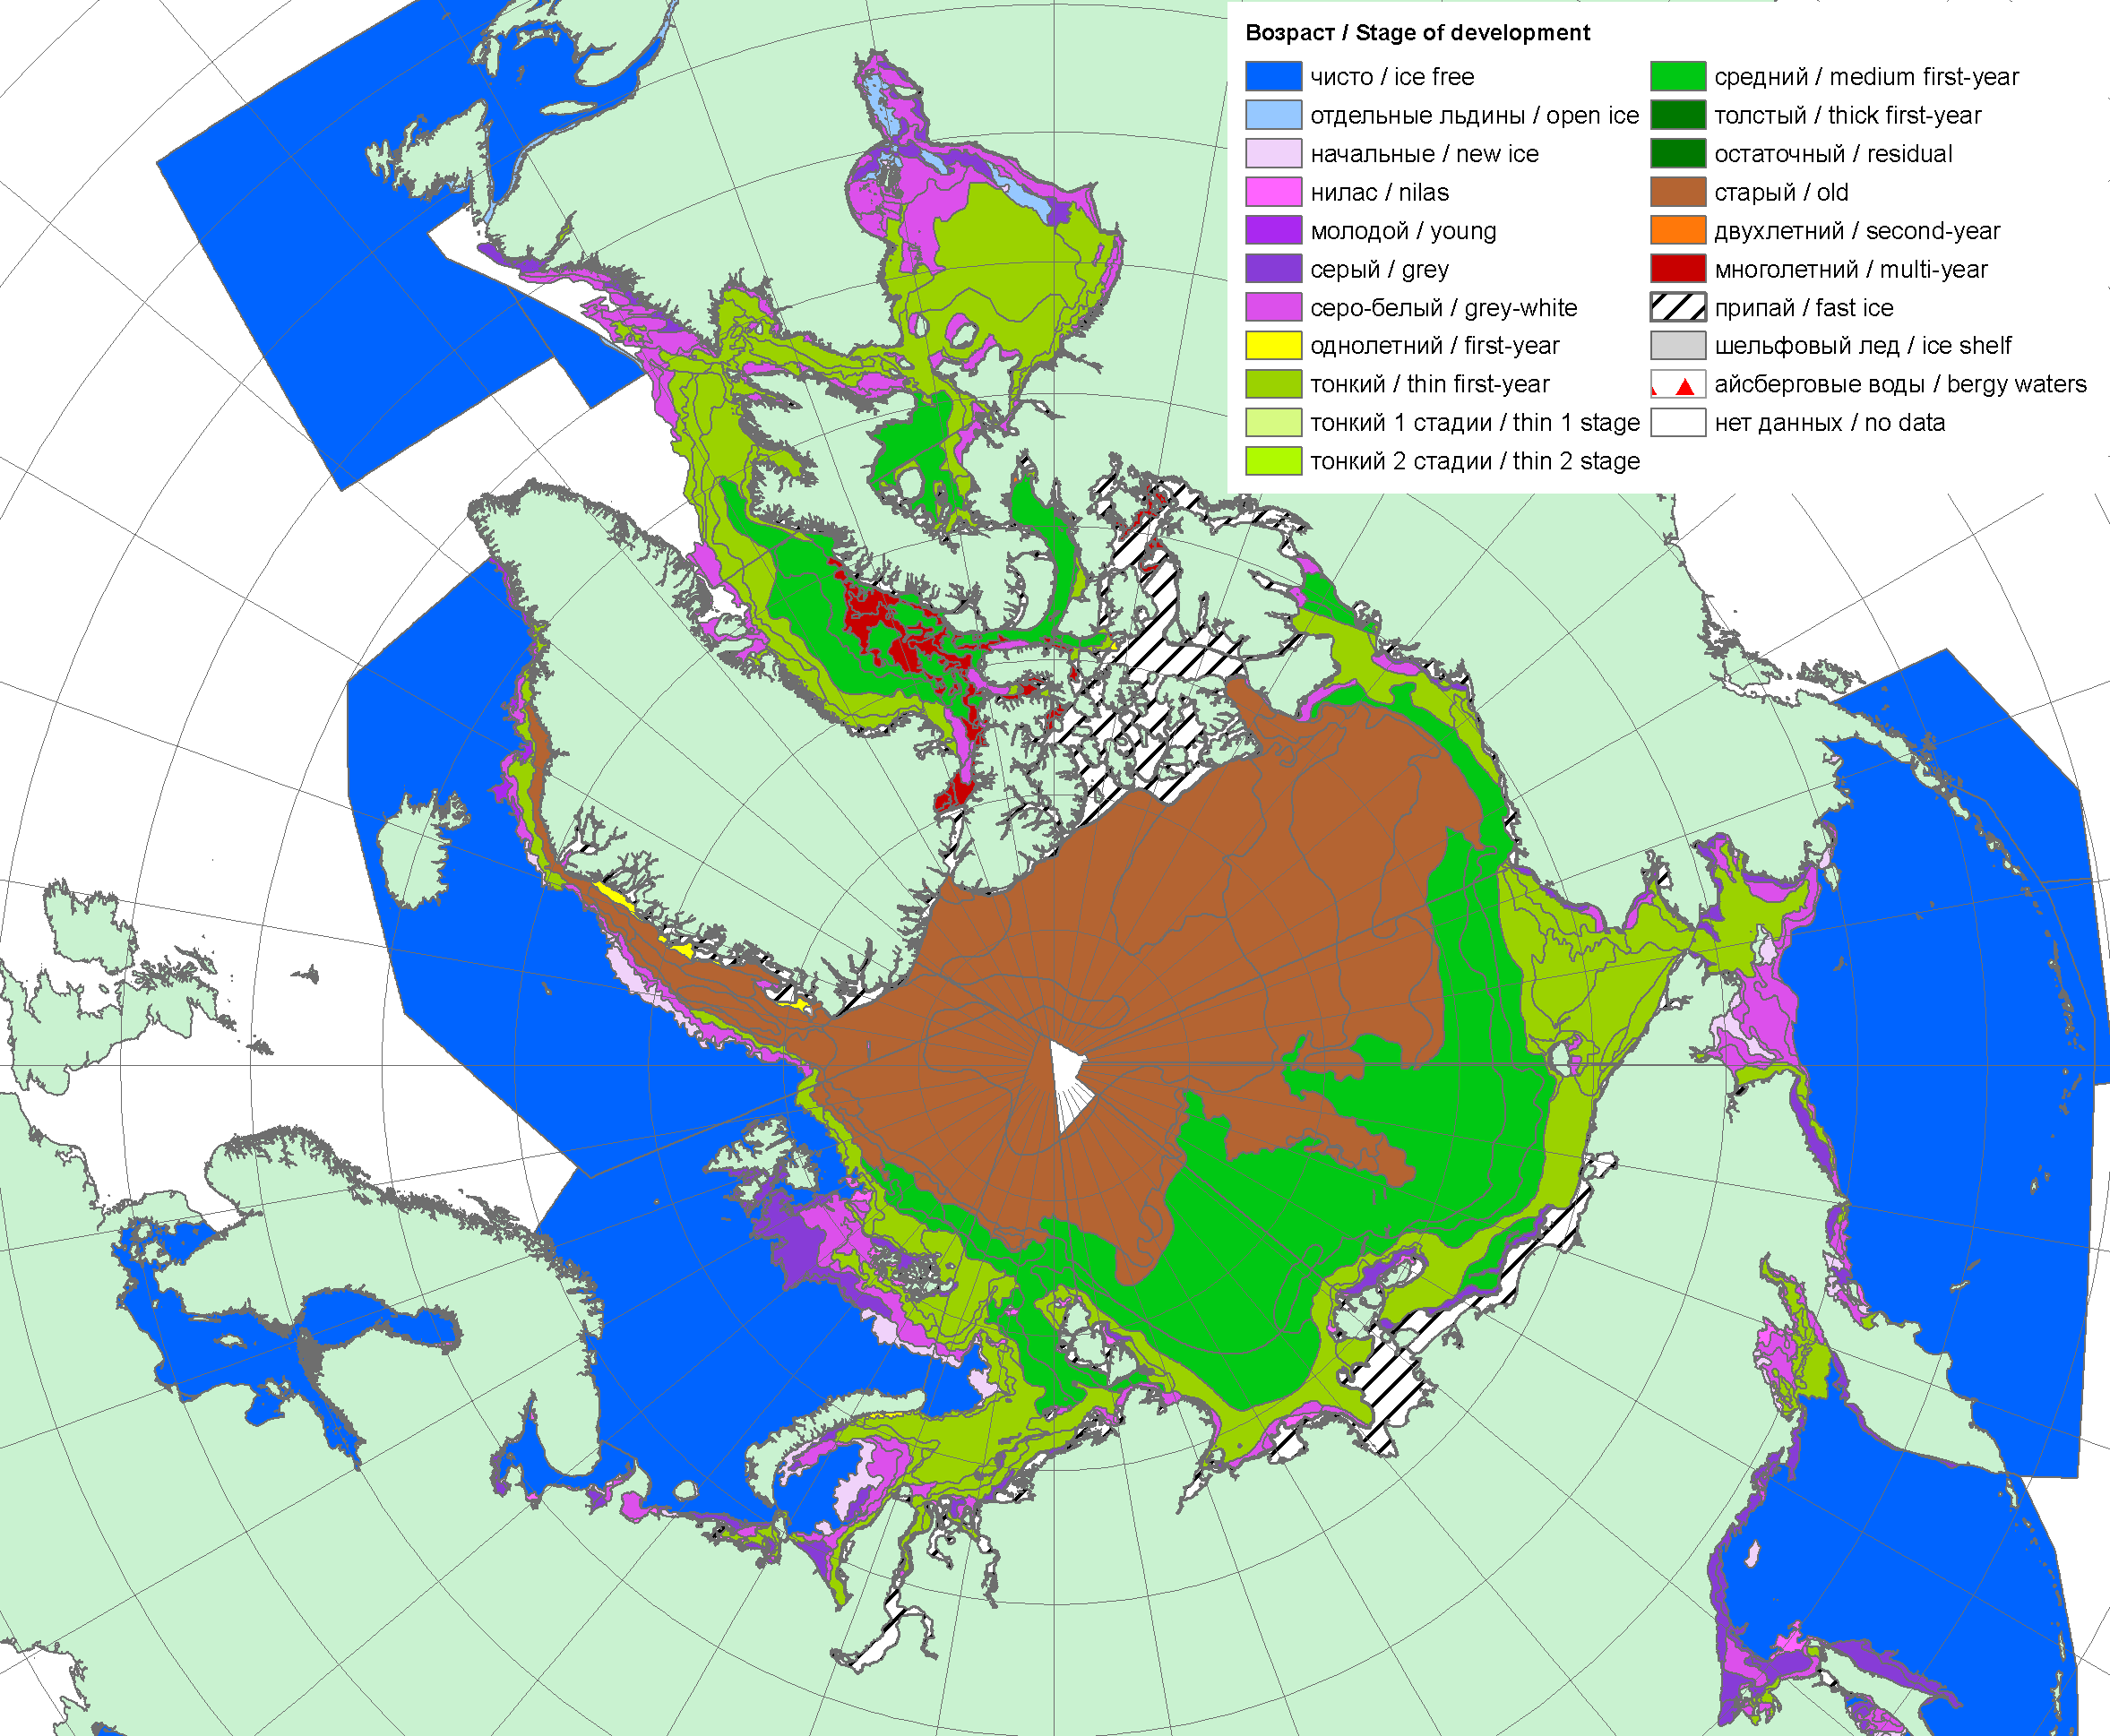 Возраст / Stage of development
чисто / ice free
отдельные льдины / open ice
начальные / new ice
нилас / nilas
молодой / young
серый / grey
серо-белый / grey-white
однолетний / first-year
тонкий / thin first-year
тонкий 1 стадии / thin 1 stage
тонкий 2 стадии / thin 2 stage
средний / medium first-year
толстый / thick first-year
остаточный / residual
старый / old
двухлетний / second-year
многолетний / multi-year
припай / fast ice
шельфовый лед / ice shelf
айсберговые воды / bergy waters
нет данных / no data